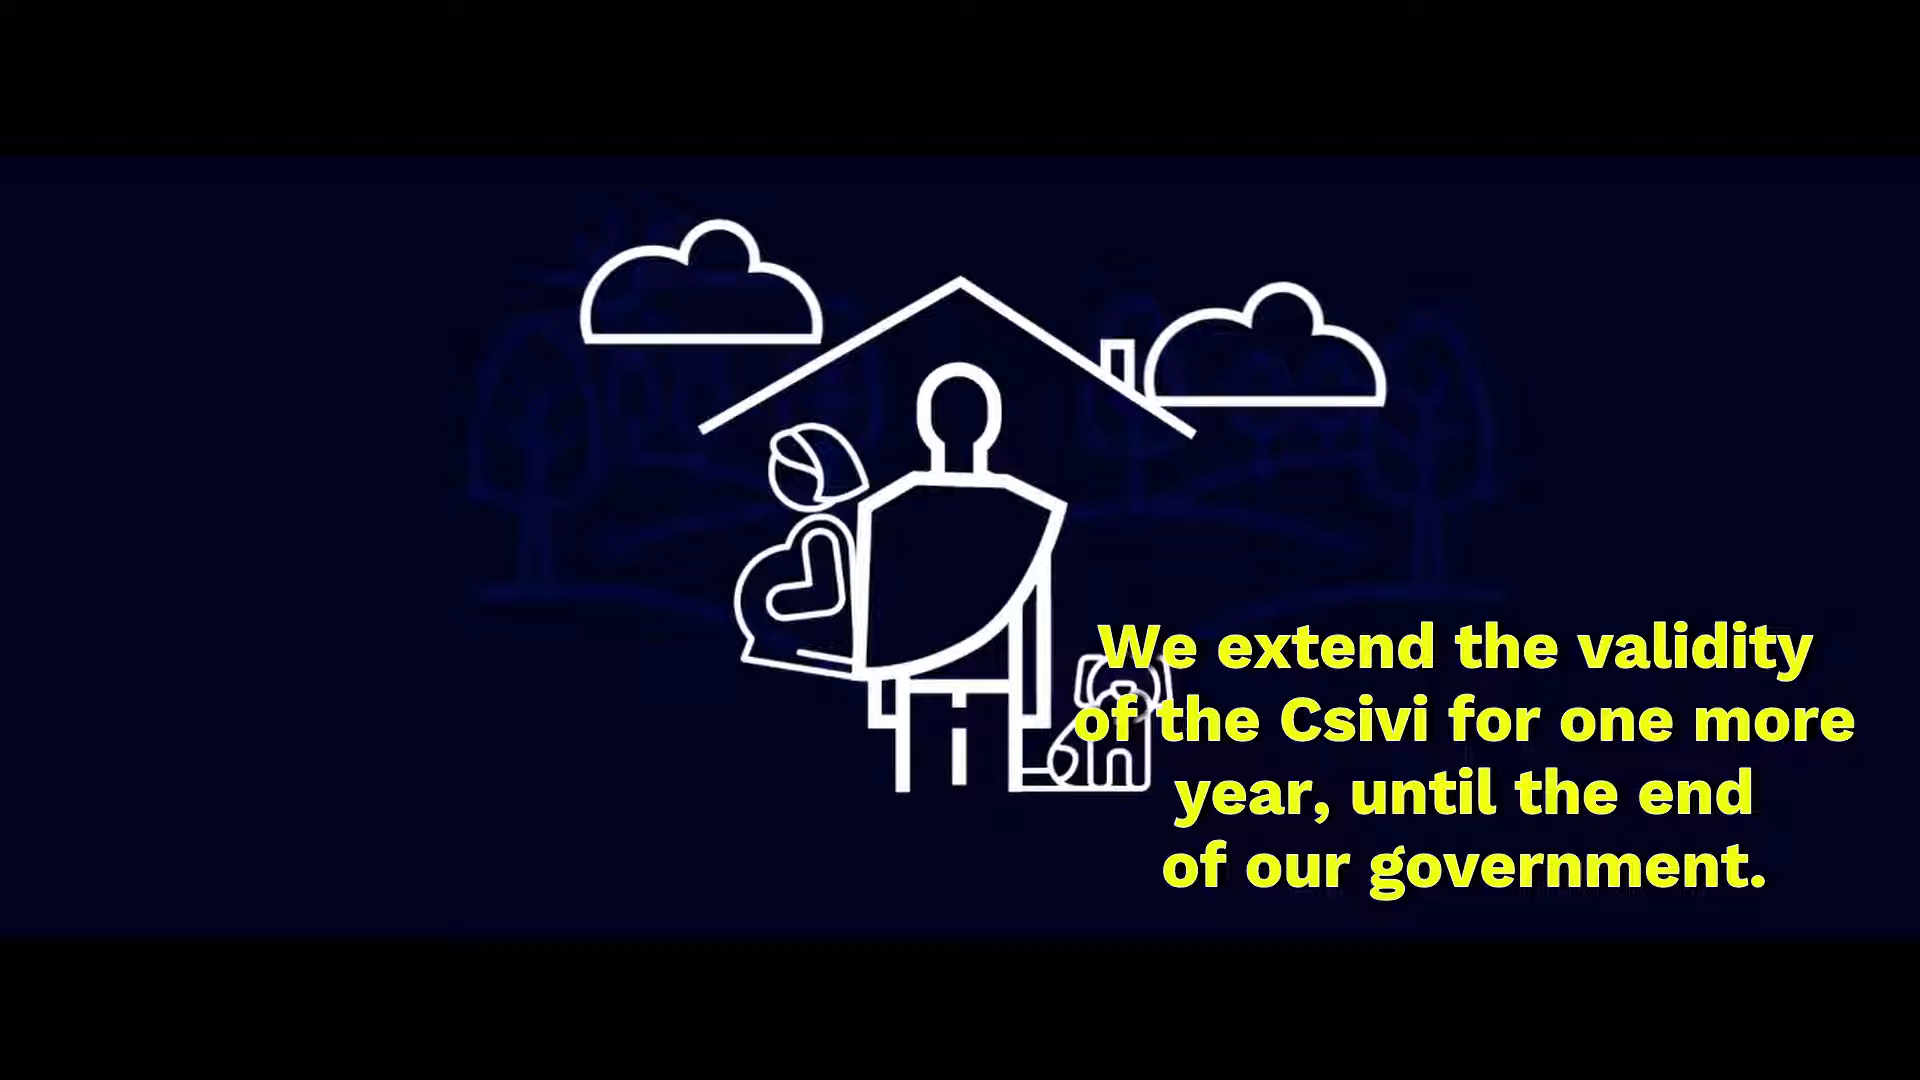 We extend the validity
of the Csivi for one more
year, until the end
of our government.